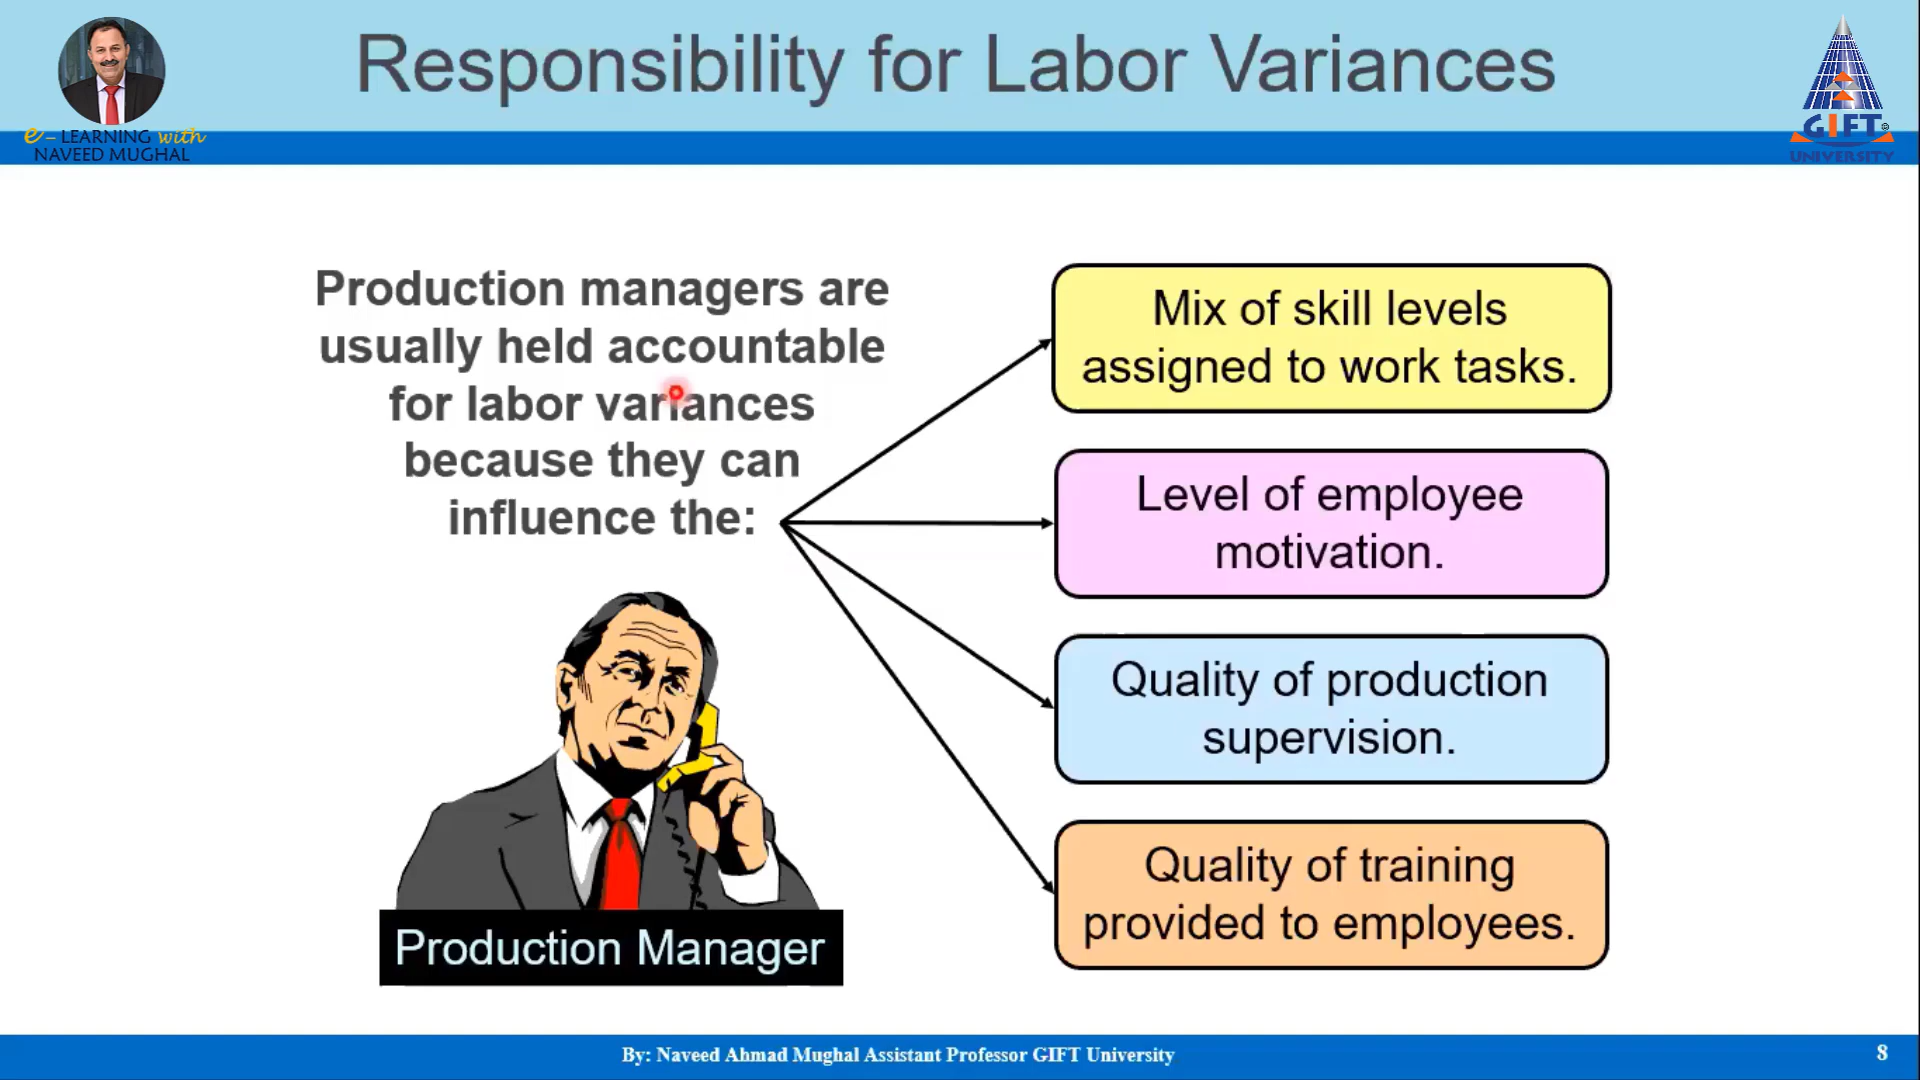 Responsibility for Labor Variances
e – LEARNING with
NAVEED MUGHAL
GIFT
UNIVERSITY
Production managers are
usually held accountable
for labor variances
because they can
influence the:
Mix of skill levels
assigned to work tasks.
Level of employee
motivation.
Quality of production
supervision.
Quality of training
provided to employees.
Production Manager
By: Naveed Ahmad Mughal Assistant Professor GIFT University
8